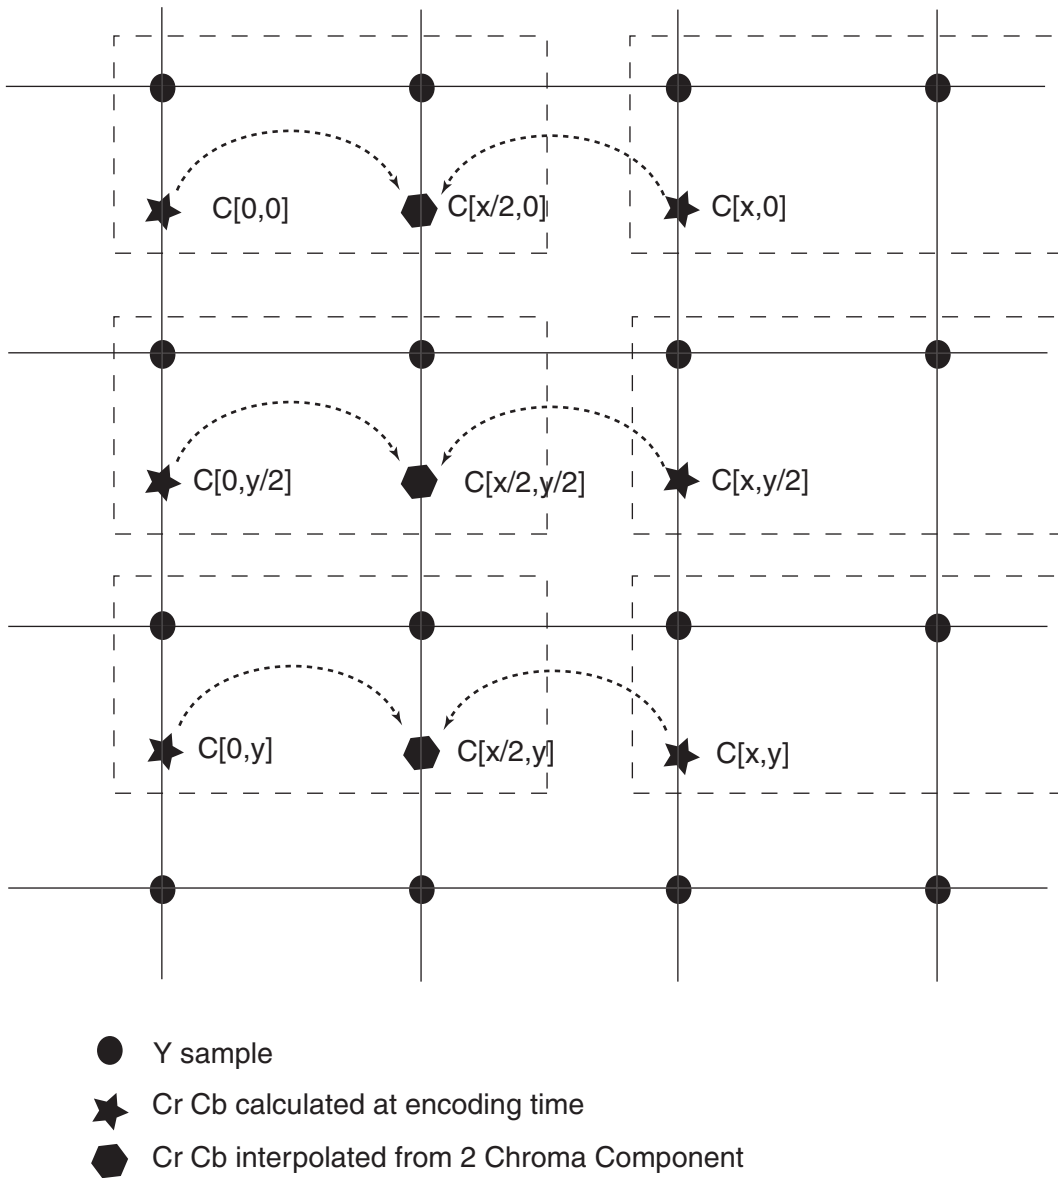 C[0,0]
C[x/2,0]
C[x,0]
C[0,y/2]
C[x/2,y/2]
C[x,y/2]
C[0,y]
C[x/2,y]
C[x,y]
Y sample
Cr Cb calculated at encoding time
Cr Cb interpolated from 2 Chroma Component